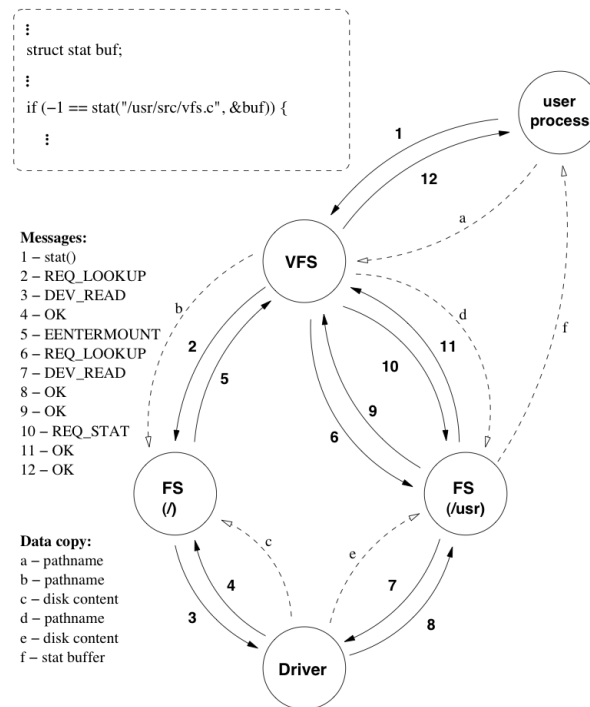 ⋮
struct stat buf;
⋮
if (−1 == stat("/usr/src/vfs.c", &buf)) {
⋮
user
process
1
12
a
VFS
Messages:
1 – stat()
2 – REQ_LOOKUP
3 – DEV_READ
4 – OK
5 – EENTERMOUNT
6 – REQ_LOOKUP
7 – DEV_READ
8 – OK
9 – OK
10 – REQ_STAT
11 – OK
12 – OK
b
d
f
2
5
10
11
9
6
FS
(/)
FS
(/usr)
Data copy:
a – pathname
b – pathname
c – disk content
d – pathname
e – disk content
f – stat buffer
c
e
4
3
7
8
Driver